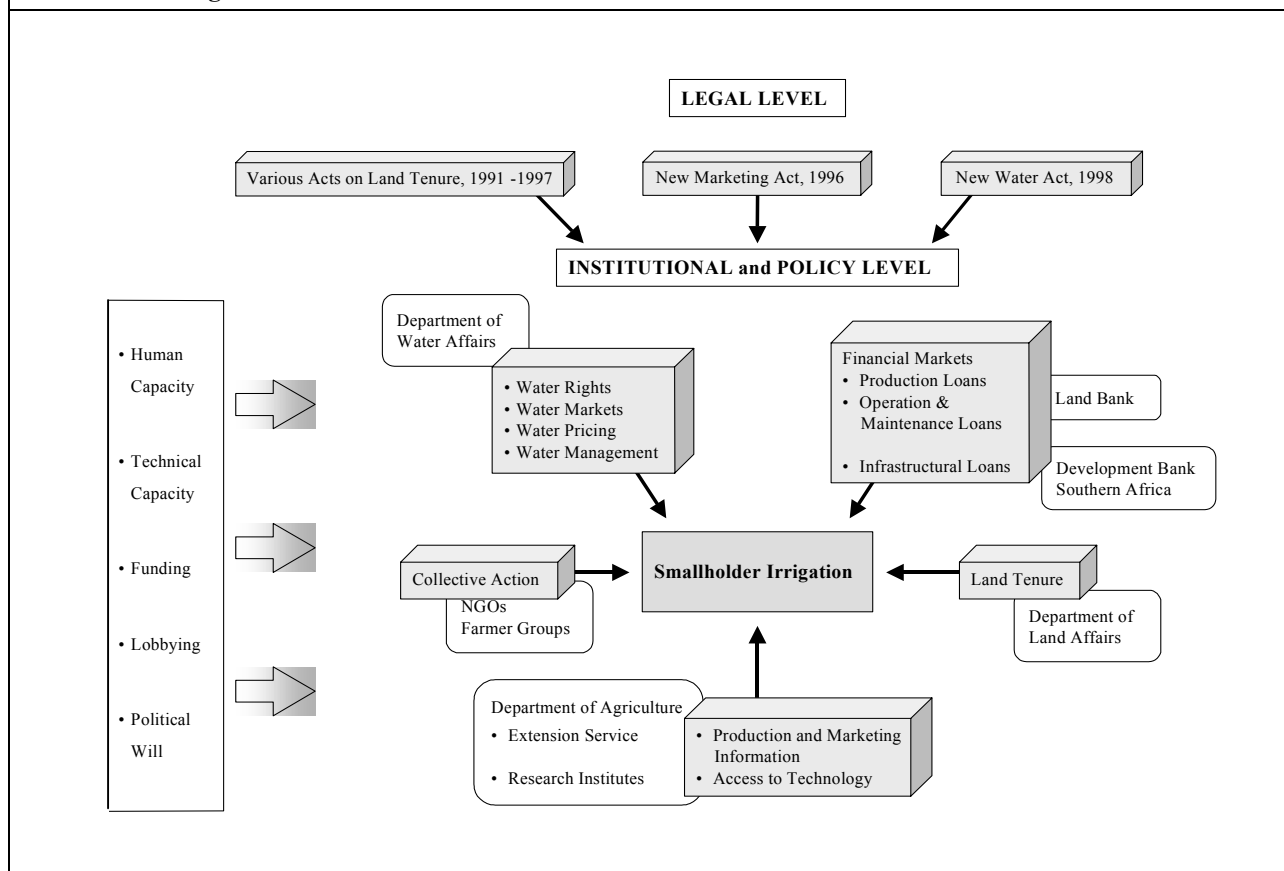 LEGAL LEVEL
Various Acts on Land Tenure, 1991 -1997
New Marketing Act, 1996
New Water Act, 1998
INSTITUTIONAL and POLICY LEVEL
• Human
Capacity
• Technical
Capacity
• Funding
• Lobbying
• Political
Will
Department of
Water Affairs
• Water Rights
• Water Markets
• Water Pricing
• Water Management
Financial Markets
• Production Loans
• Operation &
Maintenance Loans
• Infrastructural Loans
Land Bank
Development Bank
Southern Africa
Collective Action
NGOs
Farmer Groups
Smallholder Irrigation
Land Tenure
Department of
Land Affairs
Department of Agriculture
• Extension Service
• Research Institutes
• Production and Marketing
Information
• Access to Technology